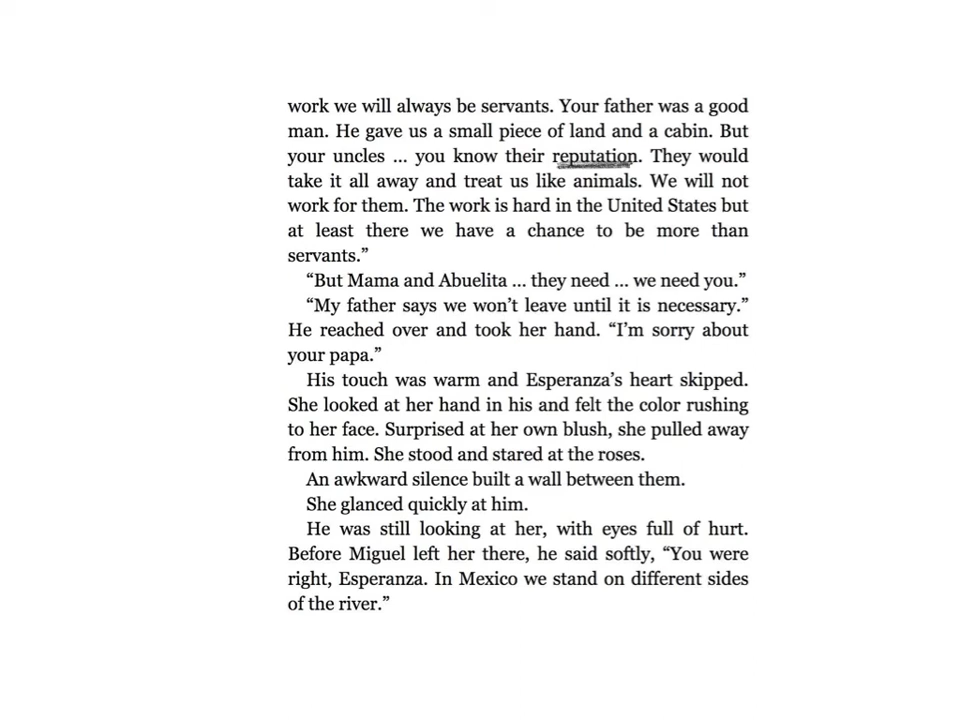 work we will always be servants. Your father was a good
man. He gave us a small piece of land and a cabin. But
your uncles ... you know their reputation. They would
take it all away and treat us like animals. We will not
work for them. The work is hard in the United States but
at least there we have a chance to be more than
servants.”
“But Mama and Abuelita ... they need ... we need you.”
“My father says we won’t leave until it is necessary.”
He reached over and took her hand. “I’m sorry about
your papa.”
His touch was warm and Esperanza’s heart skipped.
She looked at her hand in his and felt the color rushing
to her face. Surprised at her own blush, she pulled away
from him. She stood and stared at the roses.
An awkward silence built a wall between them.
She glanced quickly at him.
He was still looking at her, with eyes full of hurt.
Before Miguel left her there, he said softly, “You were
right, Esperanza. In Mexico we stand on different sides
of the river.”